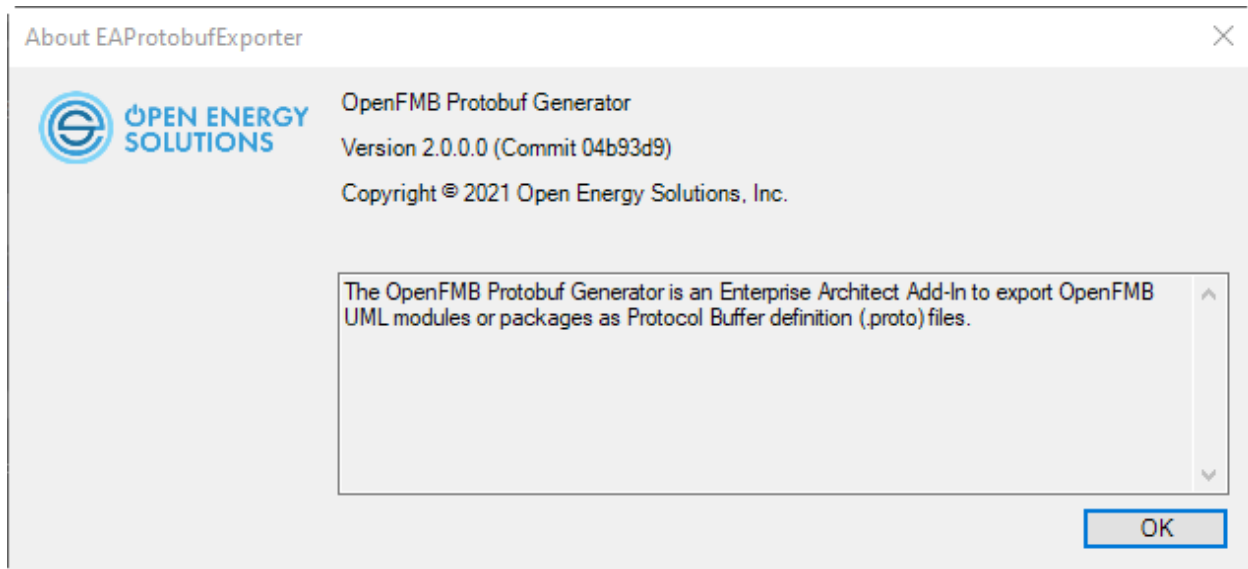 About EAProtobufExporter
OPEN ENERGY
SOLUTIONS
OpenFMB Protobuf Generator
Version 2.0.0.0 (Commit 04b93d9)
Copyright © 2021 Open Energy Solutions, Inc.
The OpenFMB Protobuf Generator is an Enterprise Architect Add-In to export OpenFMB
UML modules or packages as Protocol Buffer definition (.proto) files.
OK